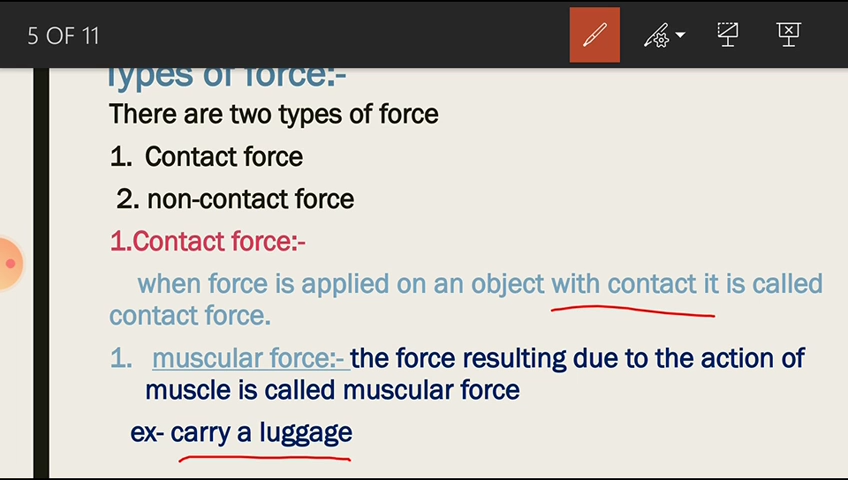 5 OF 11
Types of force:-
There are two types of force
1. Contact force
2. non-contact force
1.Contact force:-
when force is applied on an object with contact it is called
contact force.
1. muscular force:- the force resulting due to the action of
muscle is called muscular force
ex- carry a luggage